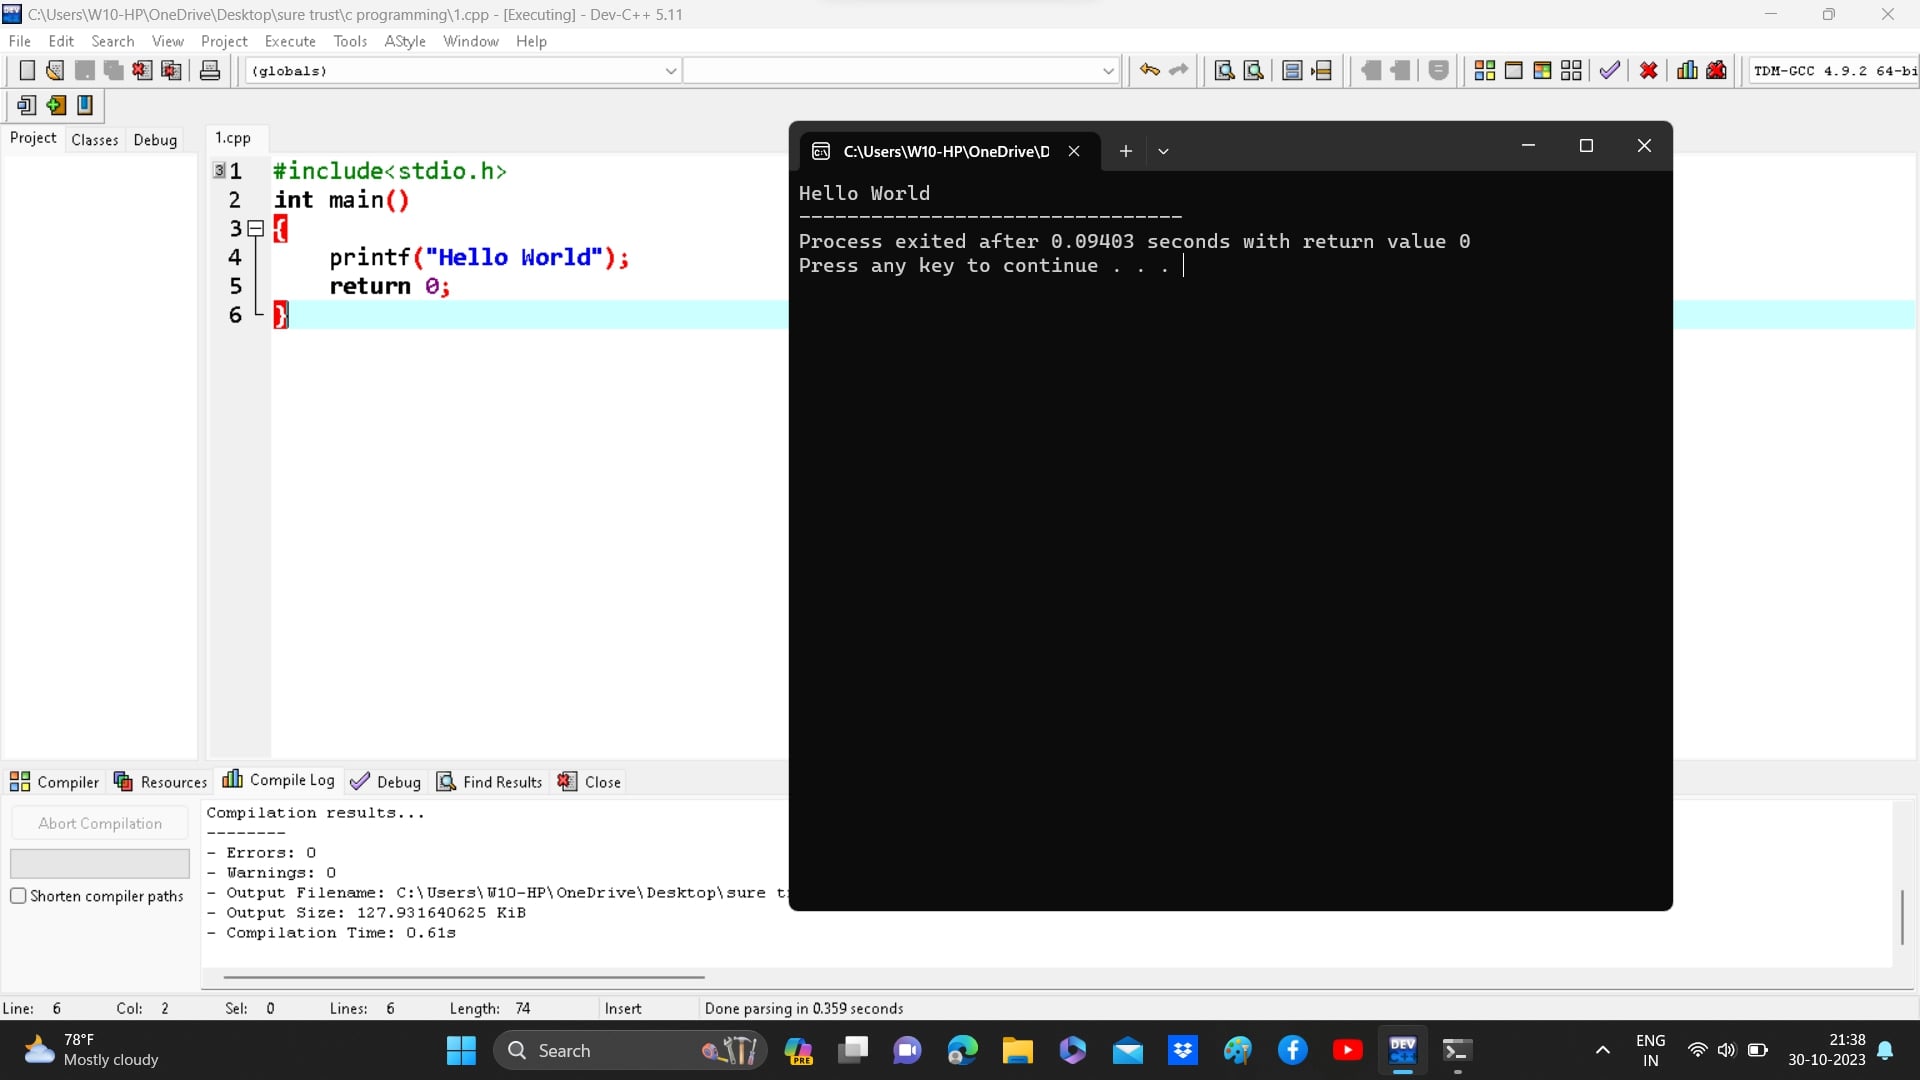 C:\Users\W10-HP\OneDrive\Desktop\sure trust\c programming\1.cpp - [Executing] - Dev-C++ 5.11
File Edit Search View Project Execute Tools AStyle Window Help
(globals)
TDM-GCC 4.9.2 64-bi
Project Classes Debug
1.cpp
1 #include<stdio.h>
2 int main()
3 {
4 printf("Hello World");
5 return 0;
6 }
C:\Users\W10-HP\OneDrive\D
Hello World
--------------------------------
Process exited after 0.09403 seconds with return value 0
Press any key to continue . . .
Compiler Resources Compile Log Debug Find Results Close
Abort Compilation
Shorten compiler paths
Compilation results...
--------
- Errors: 0
- Warnings: 0
- Output Filename: C:\Users\W10-HP\OneDrive\Desktop\sure t
- Output Size: 127.931640625 KiB
- Compilation Time: 0.61s
Line: 6 Col: 2 Sel: 0 Lines: 6 Length: 74 Insert Done parsing in 0.359 seconds
78°F
Mostly cloudy
Search
PRE
DEV
C++
ENG
IN
21:38
30-10-2023